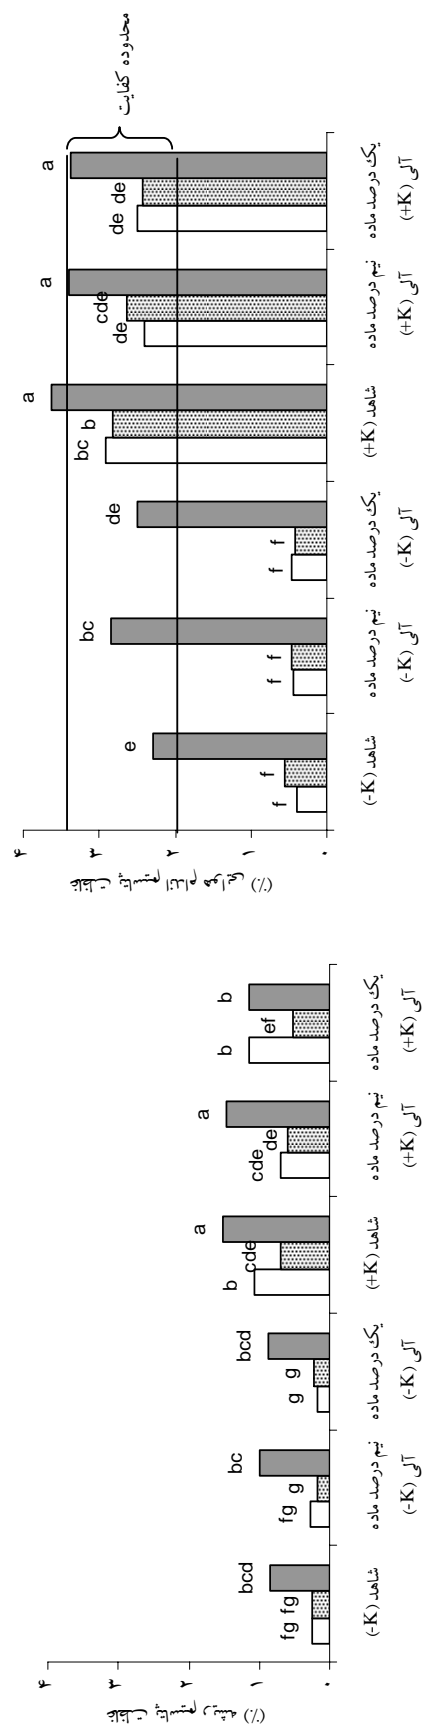 محدوده کفایت
غلظت پتاسیم اندام هوایی (٪)
۴
۳
۲
۱
۰
f
f
e
f
f
bc
f
f
de
bc
b
a
de
cde
a
de
de
a
شاهد (-K)
نیم درصد ماده
آلی (-K)
یک درصد ماده
آلی (-K)
شاهد (+K)
نیم درصد ماده
آلی (+K)
یک درصد ماده
آلی (+K)
غلظت پتاسیم ریشه (٪)
۴
۳
۲
۱
۰
fg
fg
bcd
fg
g
bc
g
g
bcd
b
cde
a
cde
de
a
b
ef
b
شاهد (-K)
نیم درصد ماده
آلی (-K)
یک درصد ماده
آلی (-K)
شاهد (+K)
نیم درصد ماده
آلی (+K)
یک درصد ماده
آلی (+K)